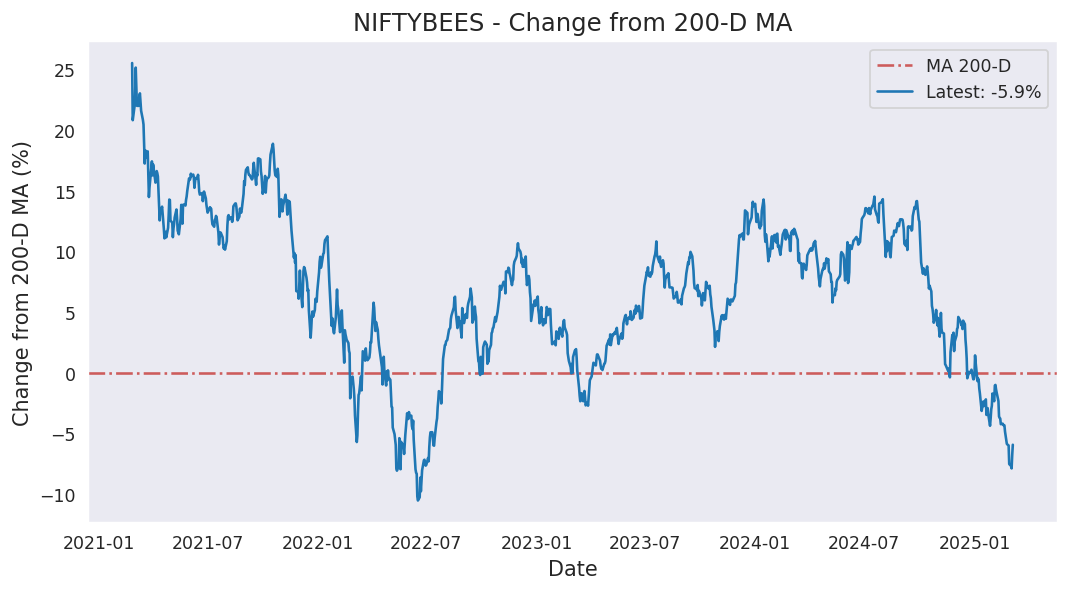 NIFTYBEES - Change from 200-D MA
MA 200-D
Latest: -5.9%
Change from 200-D MA (%)
25
20
15
10
5
0
−5
−10
2021-01 2021-07 2022-01 2022-07 2023-01 2023-07 2024-01 2024-07 2025-01
Date